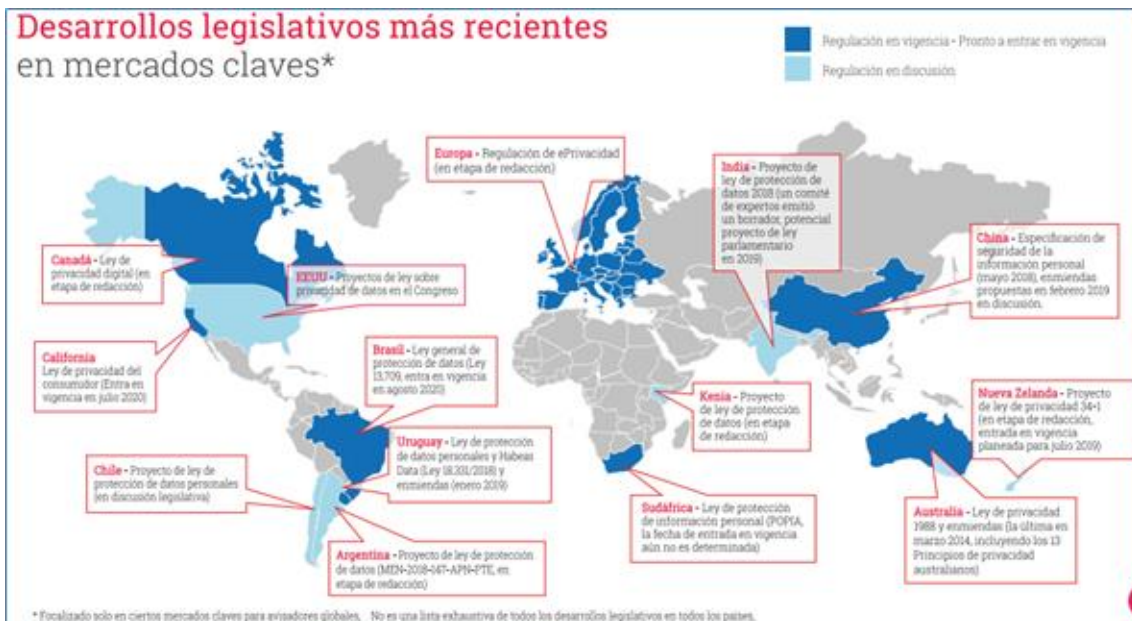 Desarrollos legislativos más recientes
en mercados claves*
Regulación en vigencia - Pronto a entrar en vigencia
Regulación en discusión
Europa - Regulación de ePrivacidad
(en etapa de redacción)
India - Proyecto de
ley de protección de
datos 2018 (un comité
de expertos emitió
un borrador, potencial
proyecto de ley
parlamentario
en 2019)
China - Especificación de
seguridad de la
información personal
(mayo 2018), enmiendas
propuestas en febrero 2019
en discusión.
Canadá - Ley de
privacidad digital (en
etapa de redacción)
EEUU - Proyectos de ley sobre
privacidad de datos en el Congreso
California
Ley de privacidad del
consumidor (Entra en
vigencia en julio 2020)
Brasil - Ley general de
protección de datos (Ley
13,709, entra en vigencia
en agosto 2020)
Kenia - Proyecto
de ley de protección
de datos (en etapa
de redacción)
Nueva Zelanda - Proyecto
de ley de privacidad 34-1
(en etapa de redacción,
entrada en vigencia
planeada para julio 2019)
Uruguay - Ley de protección
de datos personales y Habeas
Data (Ley 18,331/2018) y
enmiendas (enero 2019)
Chile - Proyecto de ley de
protección de datos personales
(en discusión legislativa)
Sudáfrica - Ley de protección
de información personal (POPIA,
la fecha de entrada en vigencia
aún no es determinada)
Australia - Ley de privacidad
1988 y enmiendas (la última en
marzo 2014, incluyendo los 13
Principios de privacidad
australianos)
Argentina - Proyecto de ley de protección
de datos (MEN-2018-147-APN-PTE, en
etapa de redacción)
* Focalizado solo en ciertos mercados claves para avisadores globales, No es una lista exhaustiva de todos los desarrollos legislativos en todos los países.